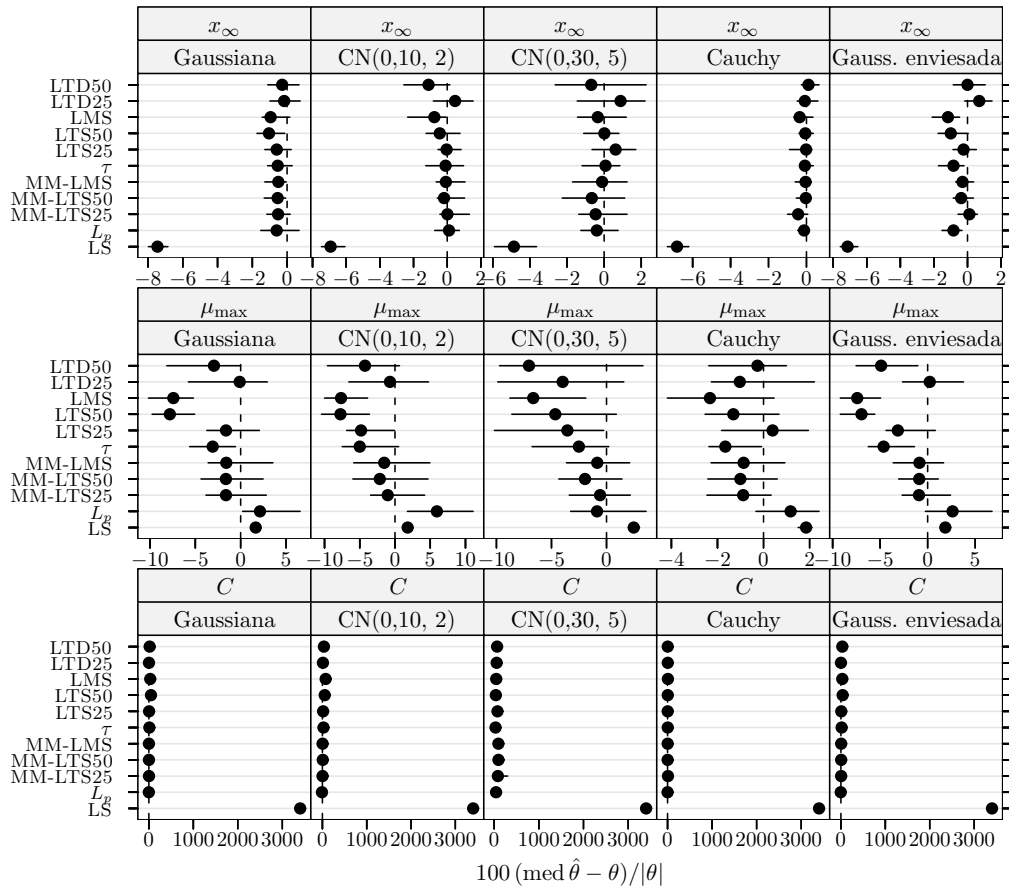 x∞ x∞ x∞ x∞ x∞
Gaussiana CN(0,10, 2) CN(0,30, 5) Cauchy Gauss. enviesada
LTD50
LTD25
LMS
LTS50
LTS25
τ
MM-LMS
MM-LTS50
MM-LTS25
Lp
LS
−8 −6 −4 −2 0 −8 −6 −4 −2 0 2 −6 −4 −2 0 2 −8 −6 −4 −2 0 −8 −6 −4 −2 0 2
μmax μmax μmax μmax μmax
Gaussiana CN(0,10, 2) CN(0,30, 5) Cauchy Gauss. enviesada
LTD50
LTD25
LMS
LTS50
LTS25
τ
MM-LMS
MM-LTS50
MM-LTS25
Lp
LS
−10 −5 0 5 −10 −5 0 5 10 −10 −5 0 −4 −2 0 2 −10 −5 0 5
C C C C C
Gaussiana CN(0,10, 2) CN(0,30, 5) Cauchy Gauss. enviesada
LTD50
LTD25
LMS
LTS50
LTS25
τ
MM-LMS
MM-LTS50
MM-LTS25
Lp
LS
0 1000 2000 3000 0 1000 2000 3000 0 1000 2000 3000 0 1000 2000 3000 0 1000 2000 3000
100 (med θ̂ − θ)/|θ|